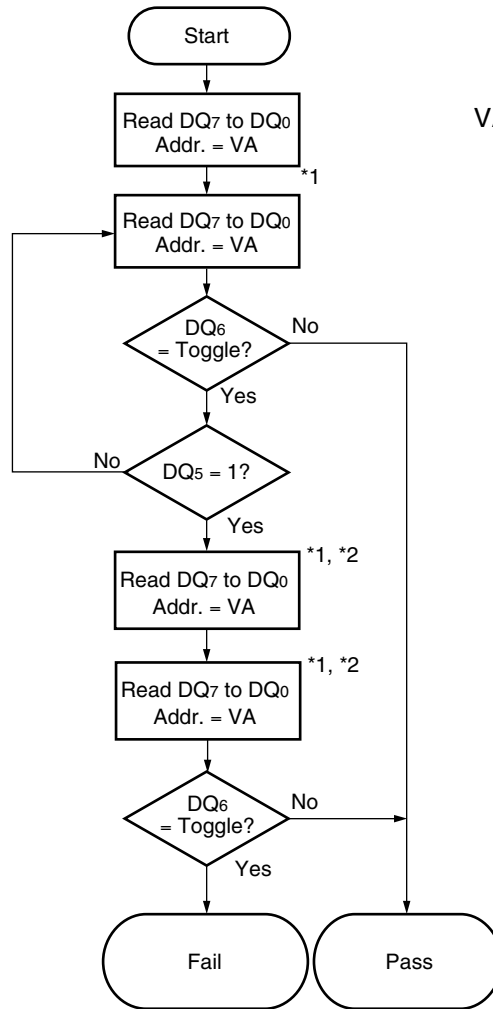 Start
Read DQ7 to DQ0
Addr. = VA
V
*1
Read DQ7 to DQ0
Addr. = VA
DQ6
= Toggle?
No
Yes
No
DQ5 = 1?
Yes
*1, *2
Read DQ7 to DQ0
Addr. = VA
*1, *2
Read DQ7 to DQ0
Addr. = VA
DQ6
= Toggle?
No
Yes
Fail
Pass